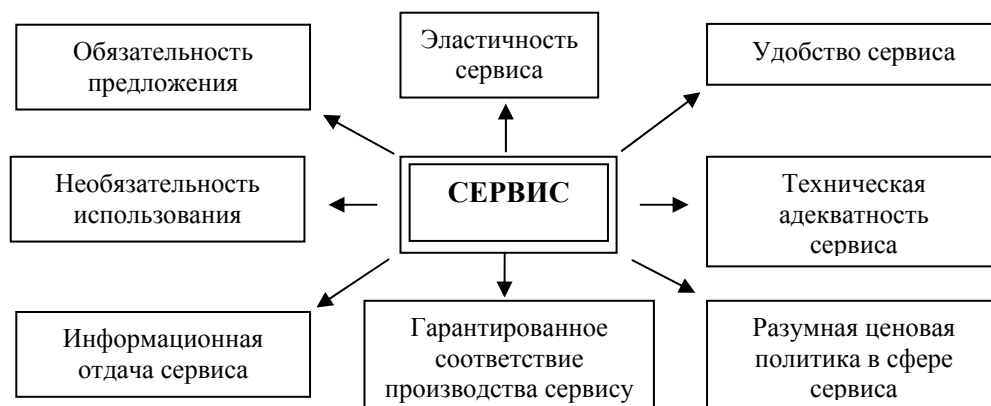 Обязательность
предложения
Эластичность
сервиса
Удобство сервиса
Необязательность
использования
СЕРВИС
Техническая
адекватность
сервиса
Информационная
отдача сервиса
Гарантированное
соответствие
производства сервису
Разумная ценовая
политика в сфере
сервиса